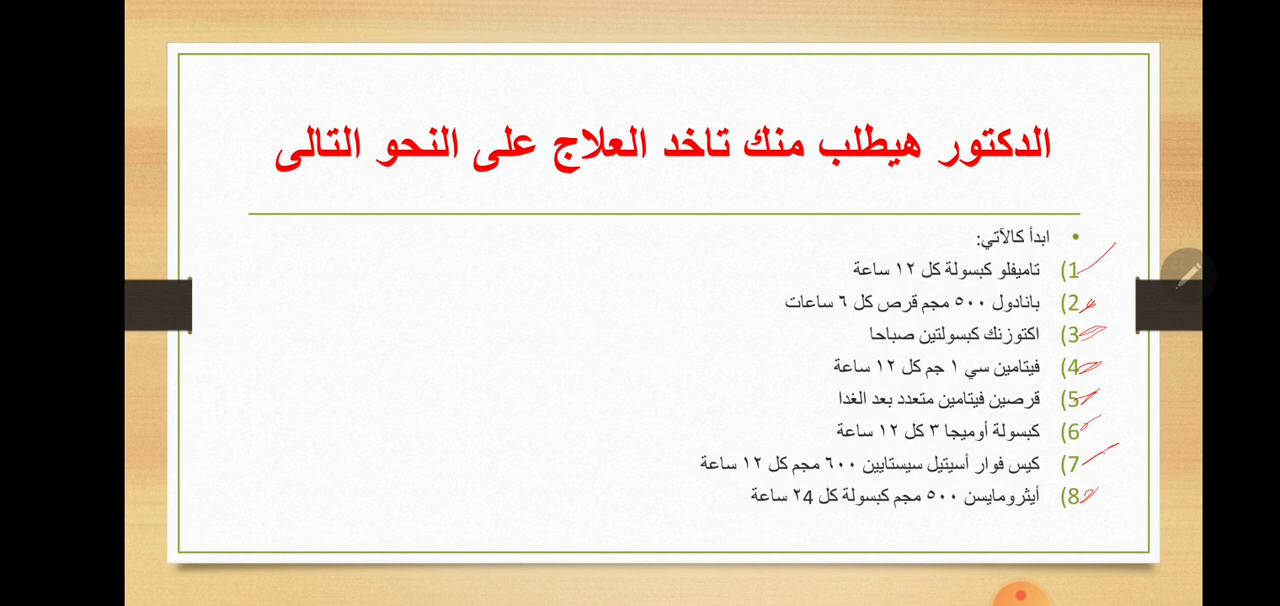 الدكتور هيطلب منك تاخد العلاج على النحو التالى
• ابدأ كالآتي:
1) تاميفلو كبسولة كل ١٢ ساعة
2) بانادول ٥٠٠ مجم قرص كل ٦ ساعات
3) اكتوزنك كبسولتين صباحا
4) فيتامين سي ١ جم كل ١٢ ساعة
5) قرصين فيتامين متعدد بعد الغدا
6) كبسولة أوميجا ٣ كل ١٢ ساعة
7) كيس فوار أسيتيل سيستايين ٦٠٠ مجم كل ١٢ ساعة
8) أيثرومايسن ٥٠٠ مجم كبسولة كل ٢4 ساعة